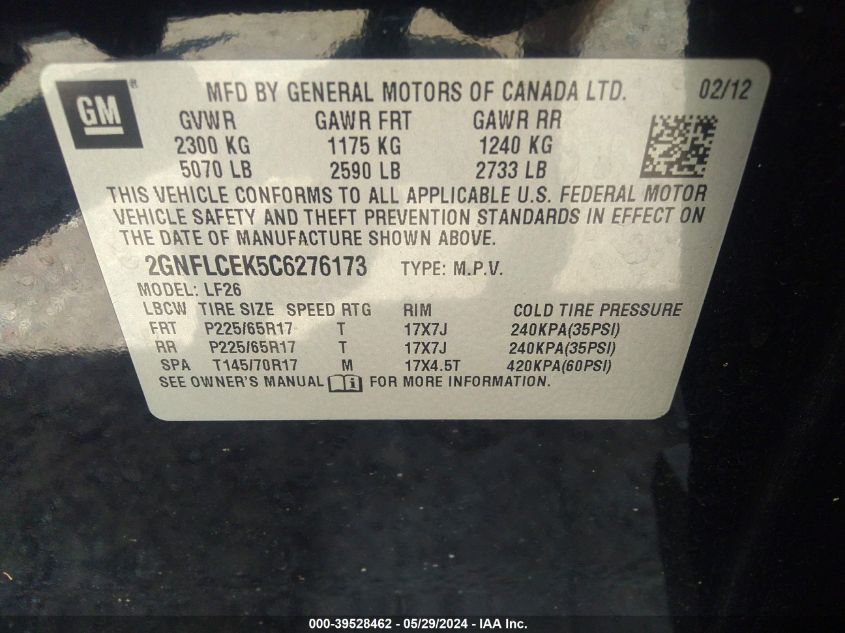 GM ® MFD BY GENERAL MOTORS OF CANADA LTD. 02/12
GVWR GAWR FRT GAWR RR
2300 KG 1175 KG 1240 KG
5070 LB 2590 LB 2733 LB
THIS VEHICLE CONFORMS TO ALL APPLICABLE U.S. FEDERAL MOTOR
VEHICLE SAFETY AND THEFT PREVENTION STANDARDS IN EFFECT ON
THE DATE OF MANUFACTURE SHOWN ABOVE.
2GNFLCEK5C6276173 TYPE: M.P.V.
MODEL: LF26
LBCW TIRE SIZE SPEED RTG RIM COLD TIRE PRESSURE
FRT P225/65R17 T 17X7J 240KPA(35PSI)
RR P225/65R17 T 17X7J 240KPA(35PSI)
SPA T145/70R17 M 17X4.5T 420KPA(60PSI)
SEE OWNER'S MANUAL i FOR MORE INFORMATION.
000-39528462 - 05/29/2024 - IAA Inc.